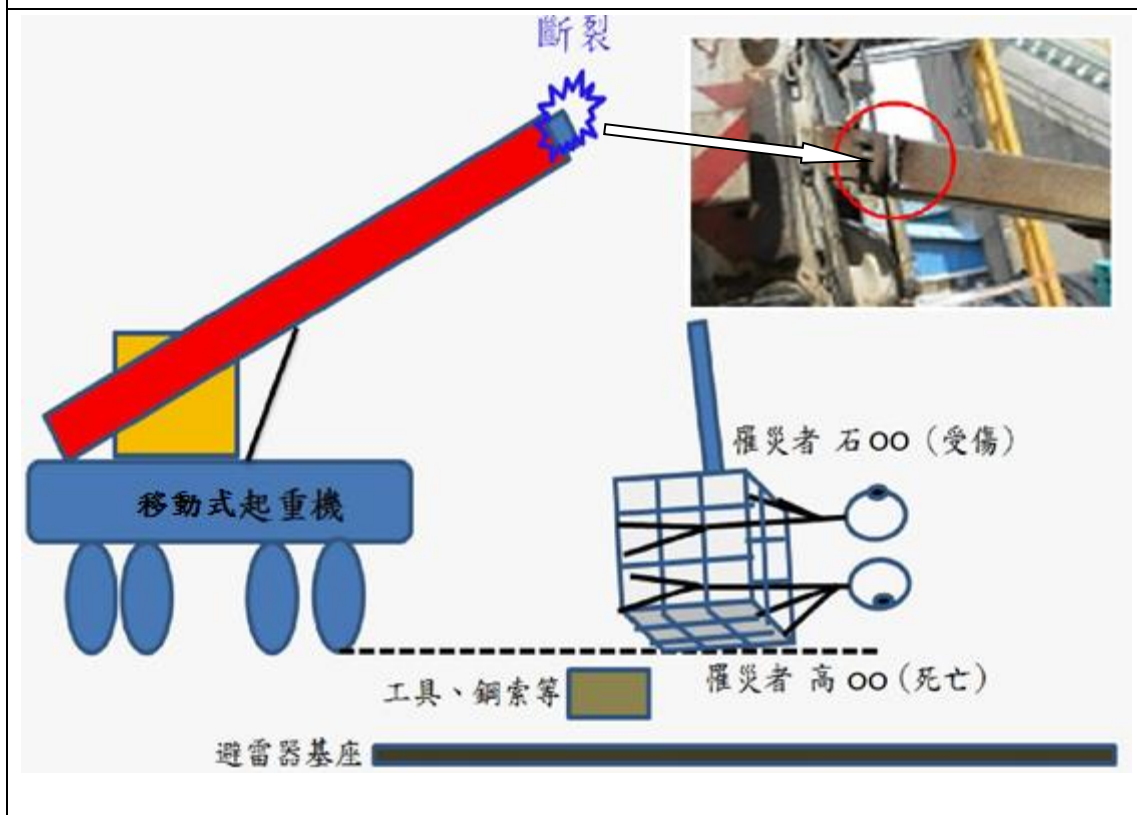 斷裂
罹災者 石OO（受傷）
移動式起重機
工具、鋼索等
罹災者 高OO(死亡)
避雷器基座